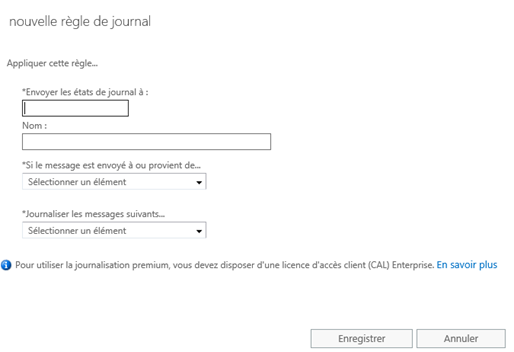 nouvelle règle de journal
Appliquer cette règle...
*Envoyer les états de journal à :
Nom :
*Si le message est envoyé à ou provient de...
Sélectionner un élément
*Journaliser les messages suivants...
Sélectionner un élément
Pour utiliser la journalisation premium, vous devez disposer d'une licence d'accès client (CAL) Enterprise. En savoir plus
Enregistrer Annuler